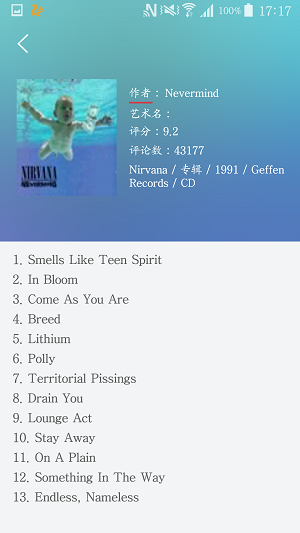 100% 17:17
作者： Nevermind
艺术名：
评分：9.2
评论数：43177
Nirvana / 专辑 / 1991 / Geffen
Records / CD
NIRVANA
NEVERMIND
1. Smells Like Teen Spirit
2. In Bloom
3. Come As You Are
4. Breed
5. Lithium
6. Polly
7. Territorial Pissings
8. Drain You
9. Lounge Act
10. Stay Away
11. On A Plain
12. Something In The Way
13. Endless, Nameless